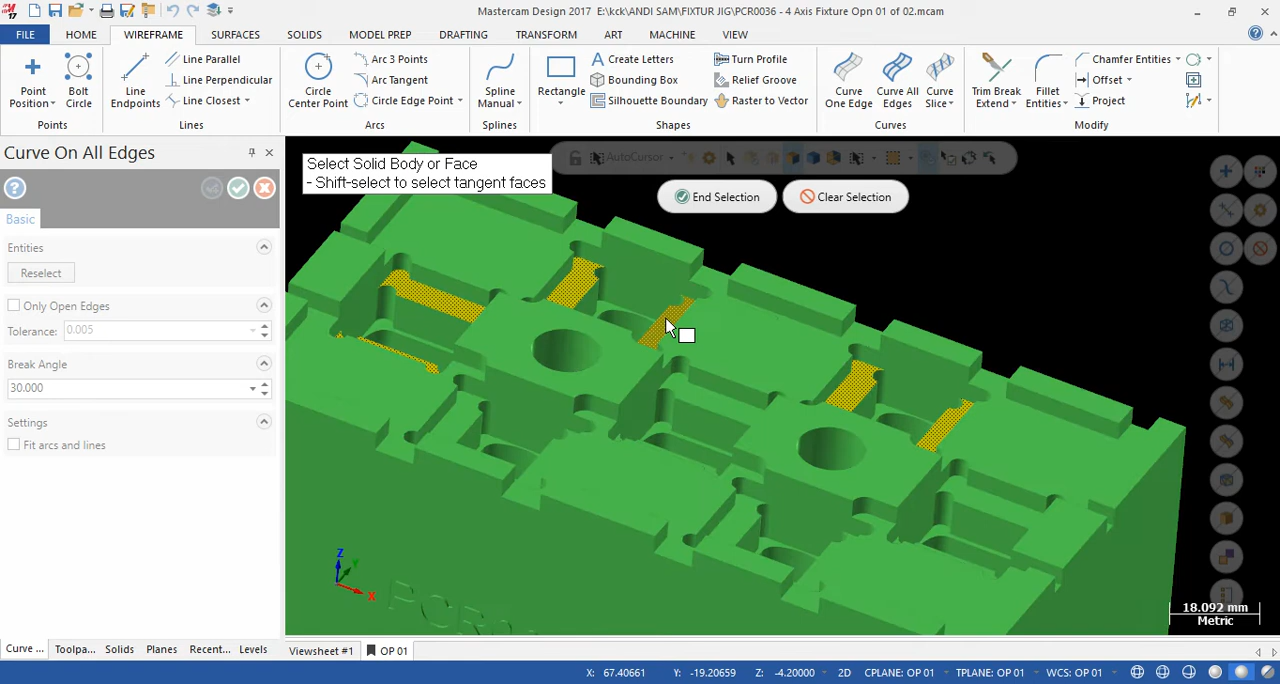 Mastercam Design 2017 E:\kck\ANDI SAM\FIXTUR JIG\PCR0036 - 4 Axis Fixture Opn 01 of 02.mcam
FILE HOME WIREFRAME SURFACES SOLIDS MODEL PREP DRAFTING TRANSFORM ART MACHINE VIEW
Point Position
Bolt Circle
Points
Line Endpoints
Line Parallel
Line Perpendicular
Line Closest
Lines
Circle Center Point
Arc 3 Points
Arc Tangent
Circle Edge Point
Arcs
Spline Manual
Splines
Rectangle
Create Letters
Bounding Box
Silhouette Boundary
Turn Profile
Relief Groove
Raster to Vector
Shapes
Curve One Edge
Curve All Edges
Curve Slice
Curves
Trim Break Extend
Fillet Entities
Chamfer Entities
Offset
Project
Modify
Curve On All Edges
Basic
Entities
Reselect
Only Open Edges
Tolerance: 0.005
Break Angle
30.000
Settings
Fit arcs and lines
Select Solid Body or Face
- Shift-select to select tangent faces
AutoCursor
End Selection
Clear Selection
Z
Y
X
18.092 mm
Metric
Curve ... Toolpa... Solids Planes Recent... Levels
Viewsheet #1 OP 01
X: 67.40661 Y: -19.20659 Z: -4.20000 2D CPLANE: OP 01 TPLANE: OP 01 WCS: OP 01